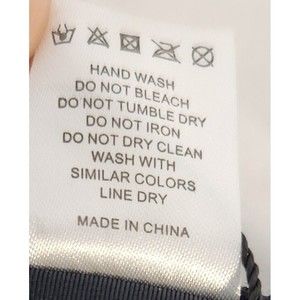 HAND WASH
DO NOT BLEACH
DO NOT TUMBLE DRY
DO NOT IRON
DO NOT DRY CLEAN
WASH WITH
SIMILAR COLORS
LINE DRY
MADE IN CHINA